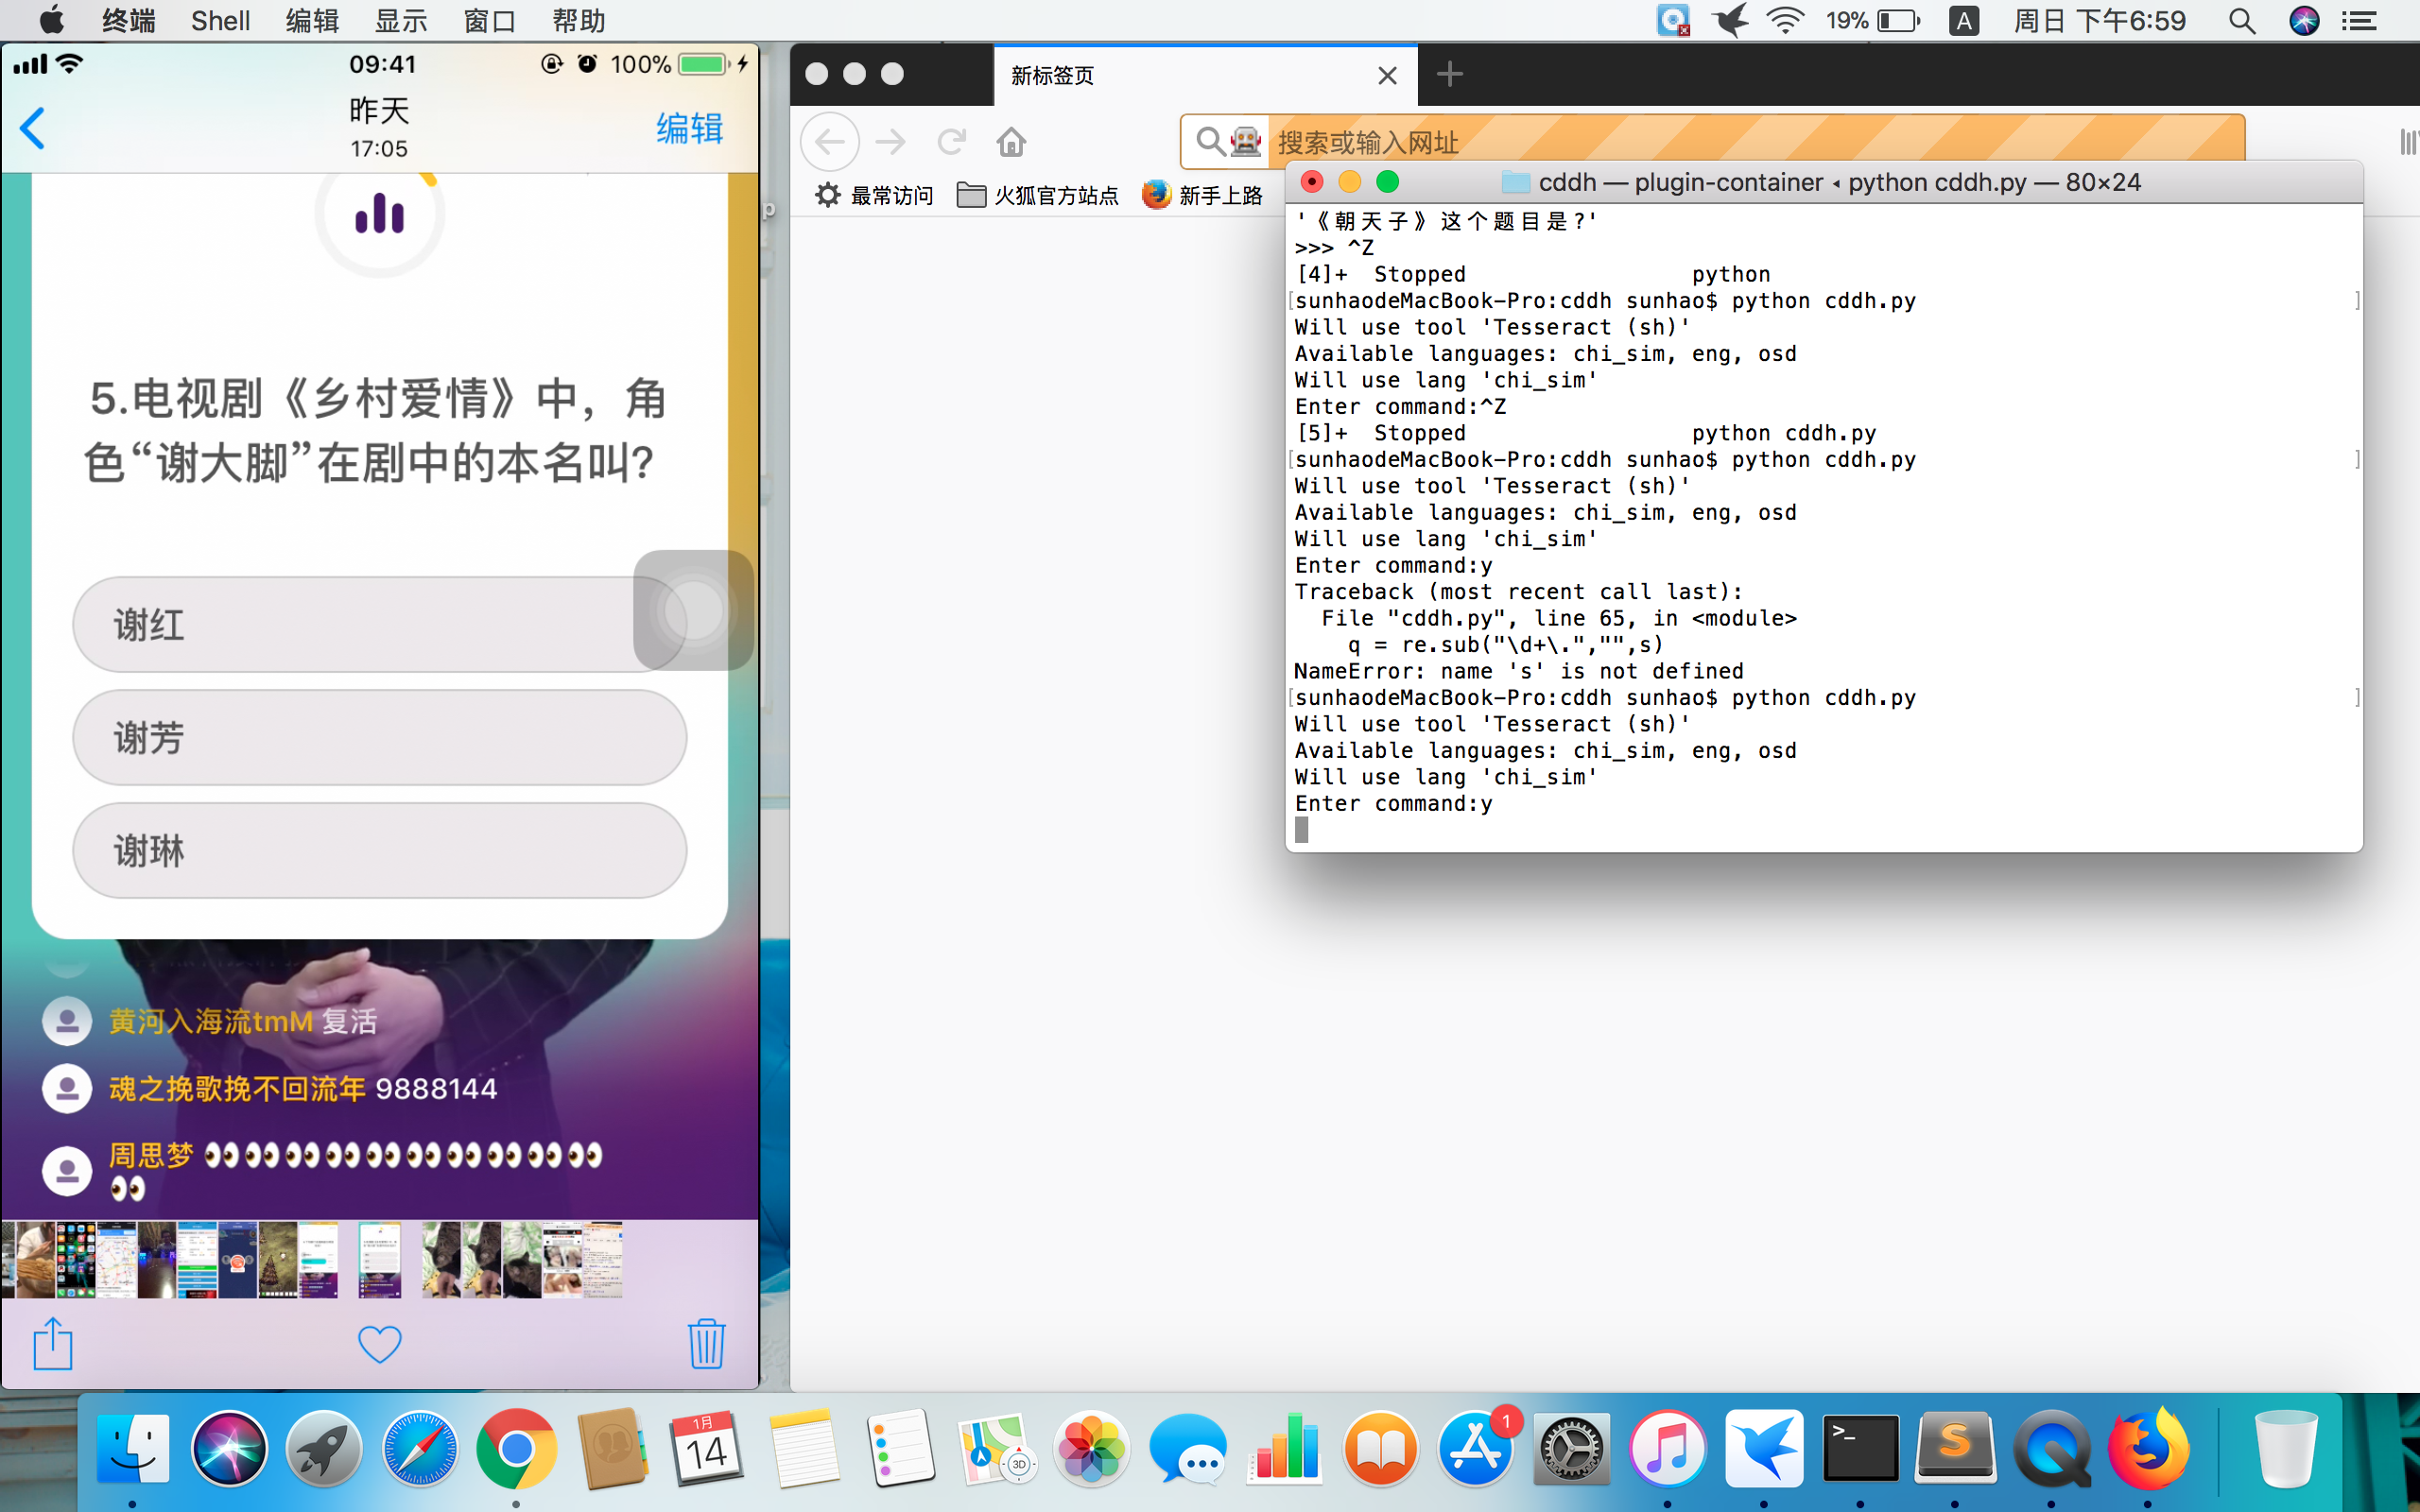 终端 Shell 编辑 显示 窗口 帮助
19% A 周日 下午6:59
09:41 100%
昨天
17:05
编辑
5.电视剧《乡村爱情》中，角
色“谢大脚”在剧中的本名叫?
谢红
谢芳
谢琳
黄河入海流tmM 复活
魂之挽歌挽不回流年 9888144
周思梦 👀👀👀👀👀👀👀👀👀👀
👀
新标签页
搜索或输入网址
最常访问 火狐官方站点 新手上路
cddh — plugin-container ◂ python cddh.py — 80×24
'《朝天子》这个题目是?'
>>> ^Z
[4]+  Stopped                 python
[sunhaodeMacBook-Pro:cddh sunhao$ python cddh.py ]
Will use tool 'Tesseract (sh)'
Available languages: chi_sim, eng, osd
Will use lang 'chi_sim'
Enter command:^Z
[5]+  Stopped                 python cddh.py
[sunhaodeMacBook-Pro:cddh sunhao$ python cddh.py ]
Will use tool 'Tesseract (sh)'
Available languages: chi_sim, eng, osd
Will use lang 'chi_sim'
Enter command:y
Traceback (most recent call last):
  File "cddh.py", line 65, in <module>
    q = re.sub("\d+\.","",s)
NameError: name 's' is not defined
[sunhaodeMacBook-Pro:cddh sunhao$ python cddh.py ]
Will use tool 'Tesseract (sh)'
Available languages: chi_sim, eng, osd
Will use lang 'chi_sim'
Enter command:y
p
1月
14
3D
1
>_
S